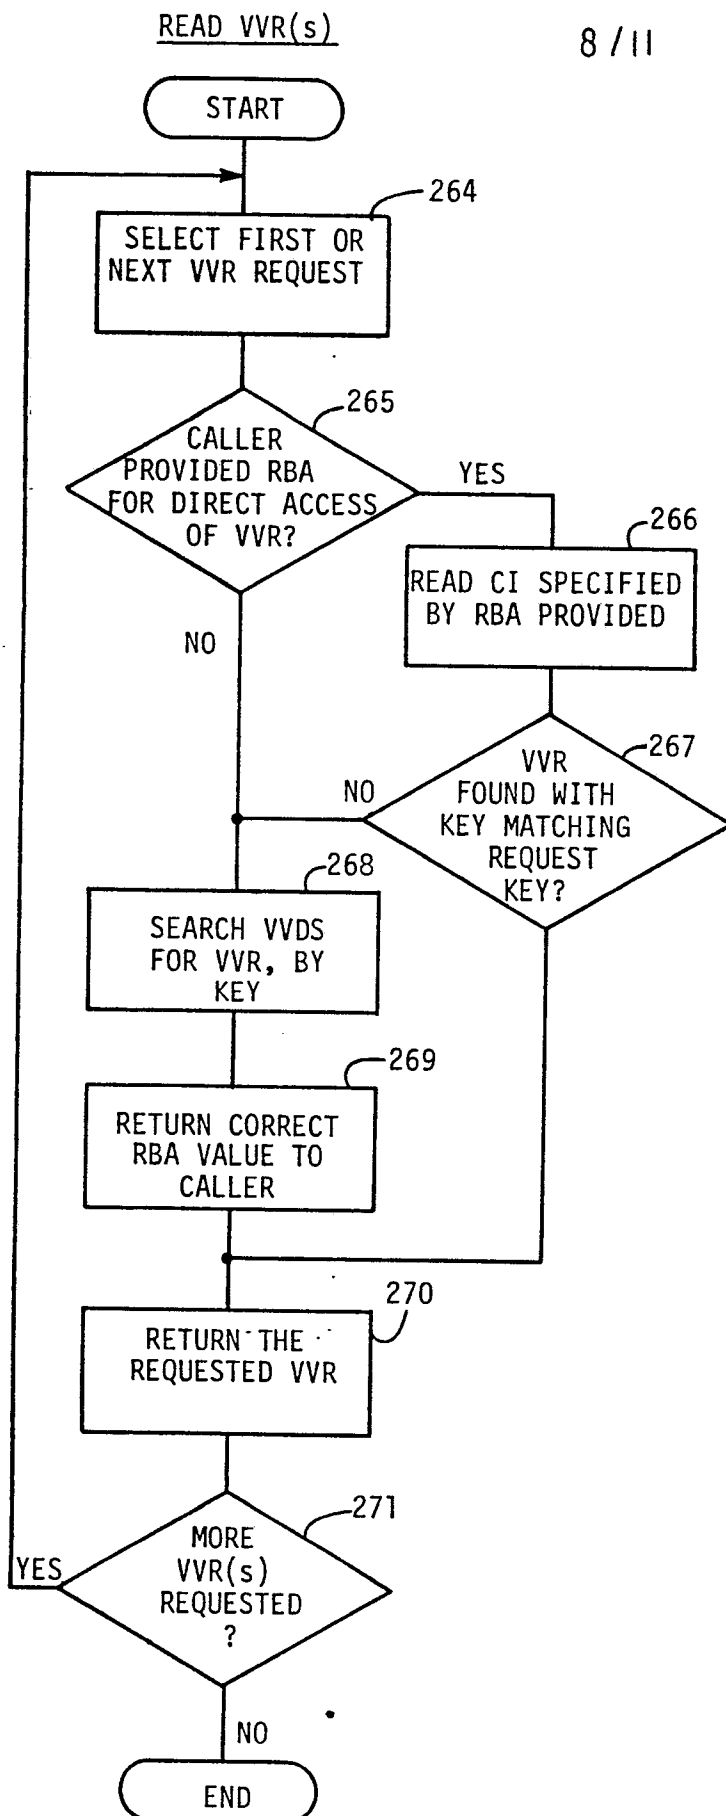 READ VVR(s)
8/11
START
264
SELECT FIRST OR
NEXT VVR REQUEST
265
CALLER
PROVIDED RBA
FOR DIRECT ACCESS
OF VVR?
YES
266
READ CI SPECIFIED
BY RBA PROVIDED
NO
267
VVR
FOUND WITH
KEY MATCHING
REQUEST
KEY?
NO
268
SEARCH VVDS
FOR VVR, BY
KEY
269
RETURN CORRECT
RBA VALUE TO
CALLER
270
RETURN THE
REQUESTED VVR
271
MORE
VVR(s)
REQUESTED
?
YES
NO
END